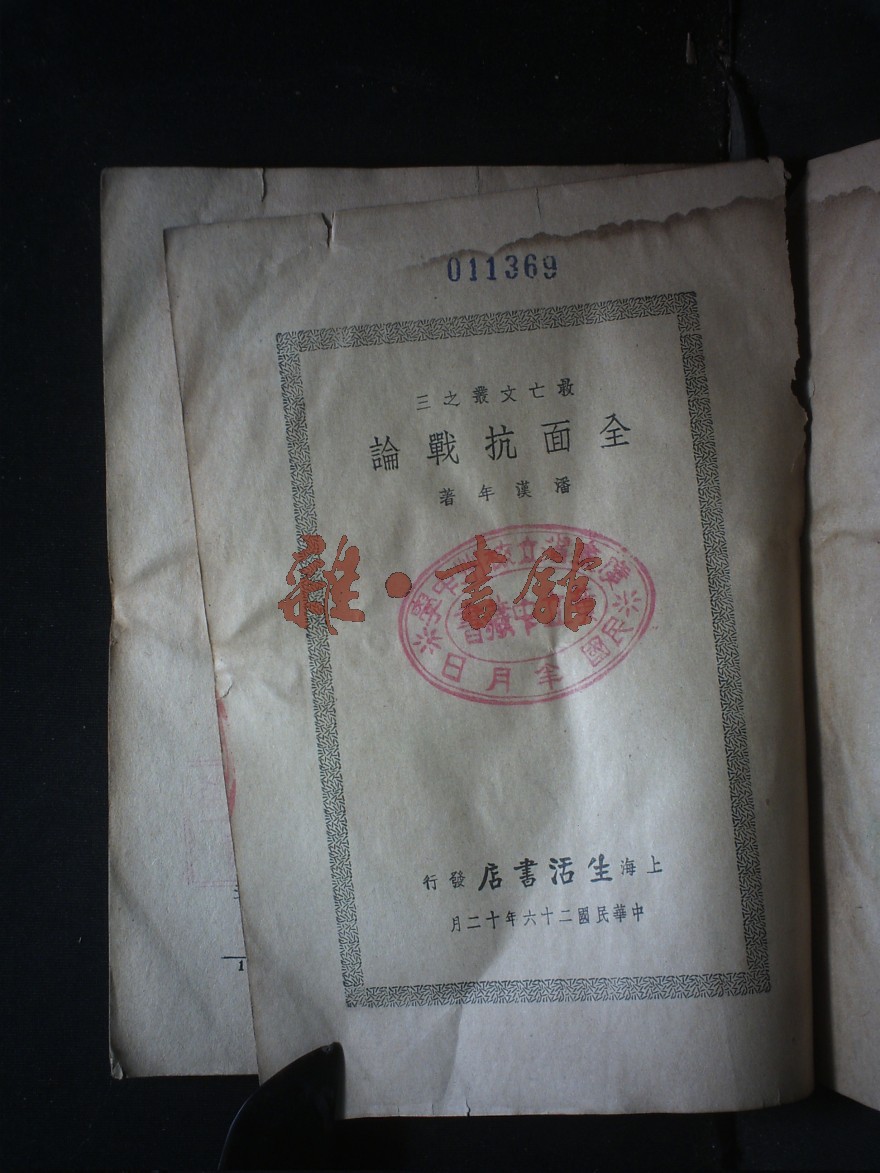 011369
最亡文叢之三
全面抗戰論
潘漢年著
雜·書舘
民國 年月日
上海生活書店發行
中華民國二十六年十二月
1